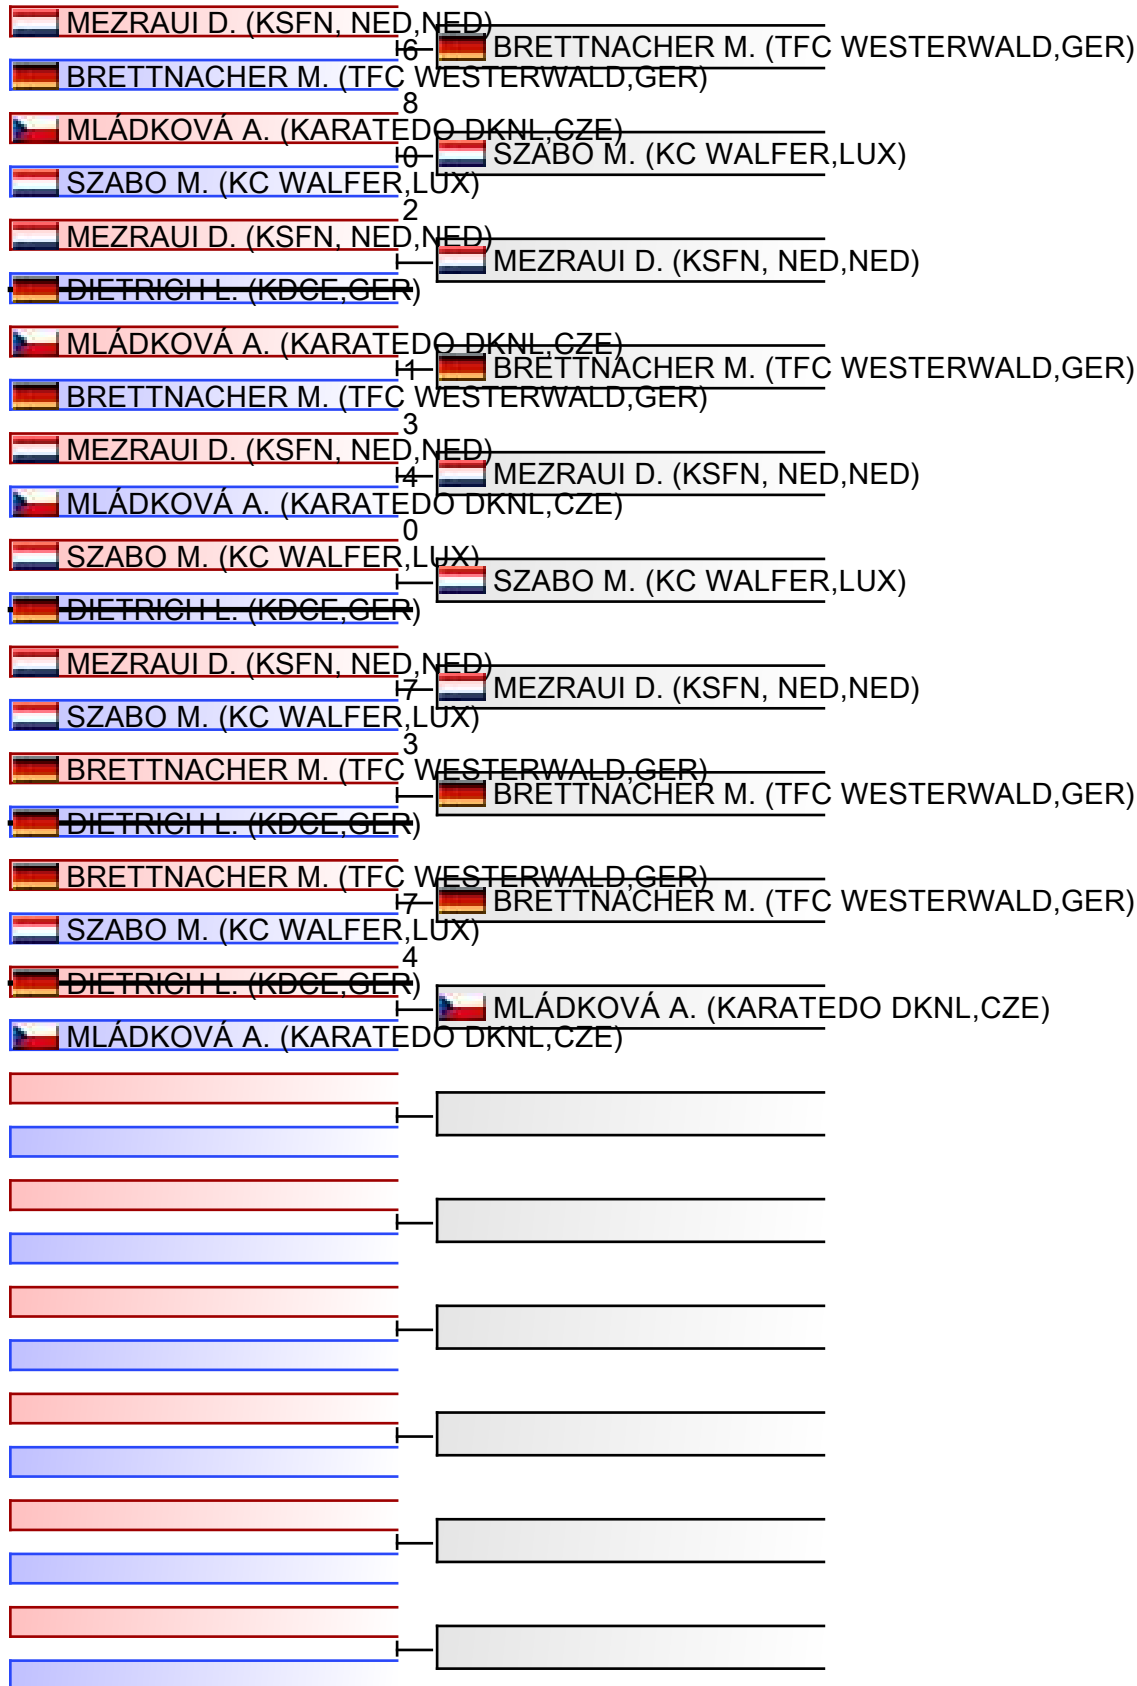 MEZRAUI D. (KSFN, NED,NED)
6
BRETTNACHER M. (TFC WESTERWALD,GER)
BRETTNACHER M. (TFC WESTERWALD,GER)
8
MLÁDKOVÁ A. (KARATEDO DKNL,CZE)
0
SZABO M. (KC WALFER,LUX)
SZABO M. (KC WALFER,LUX)
2
MEZRAUI D. (KSFN, NED,NED)
MEZRAUI D. (KSFN, NED,NED)
DIETRICH L. (KDCE,GER)
MLÁDKOVÁ A. (KARATEDO DKNL,CZE)
1
BRETTNACHER M. (TFC WESTERWALD,GER)
BRETTNACHER M. (TFC WESTERWALD,GER)
3
MEZRAUI D. (KSFN, NED,NED)
4
MEZRAUI D. (KSFN, NED,NED)
MLÁDKOVÁ A. (KARATEDO DKNL,CZE)
0
SZABO M. (KC WALFER,LUX)
SZABO M. (KC WALFER,LUX)
DIETRICH L. (KDCE,GER)
MEZRAUI D. (KSFN, NED,NED)
7
MEZRAUI D. (KSFN, NED,NED)
SZABO M. (KC WALFER,LUX)
3
BRETTNACHER M. (TFC WESTERWALD,GER)
BRETTNACHER M. (TFC WESTERWALD,GER)
DIETRICH L. (KDCE,GER)
BRETTNACHER M. (TFC WESTERWALD,GER)
7
BRETTNACHER M. (TFC WESTERWALD,GER)
SZABO M. (KC WALFER,LUX)
4
DIETRICH L. (KDCE,GER)
MLÁDKOVÁ A. (KARATEDO DKNL,CZE)
MLÁDKOVÁ A. (KARATEDO DKNL,CZE)